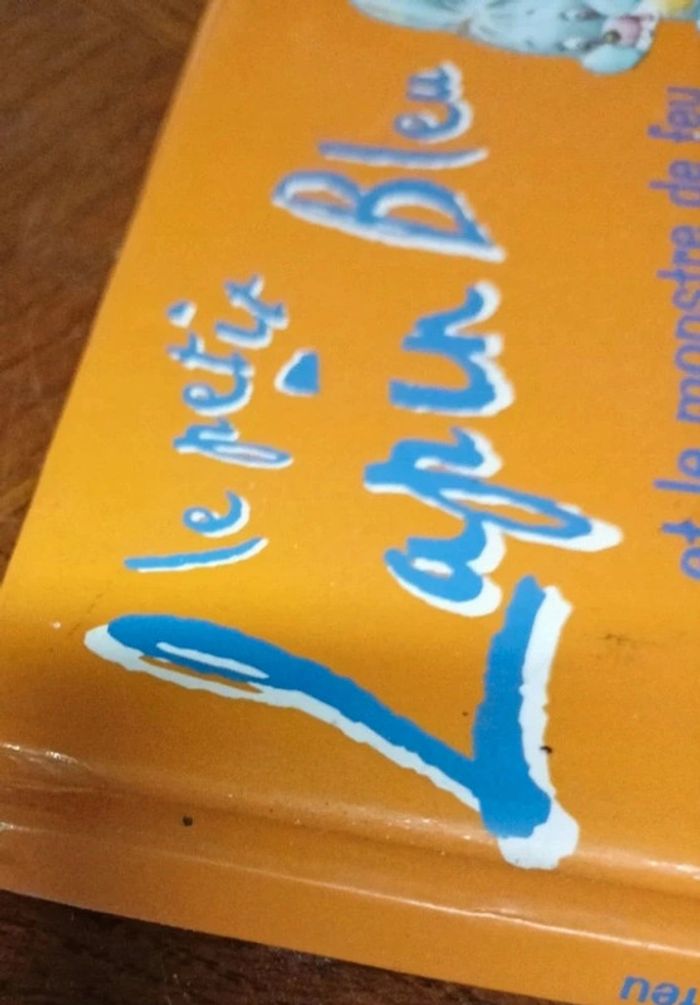 le petit
Lapin Bleu
et le monstre de feu